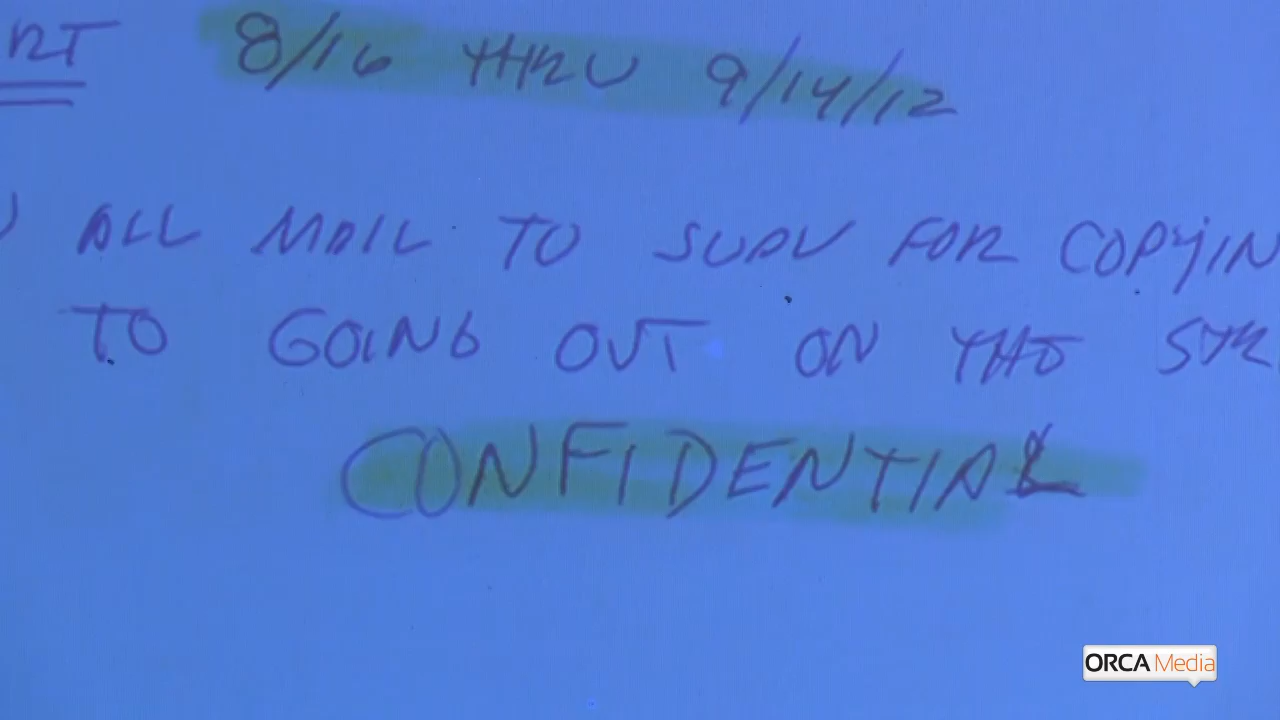 8/16 THRU 9/14/12
ALL MAIL TO SUPV FOR COPYIN
TO GOING OUT ON THE STR
CONFIDENTIAL
ORCA Media